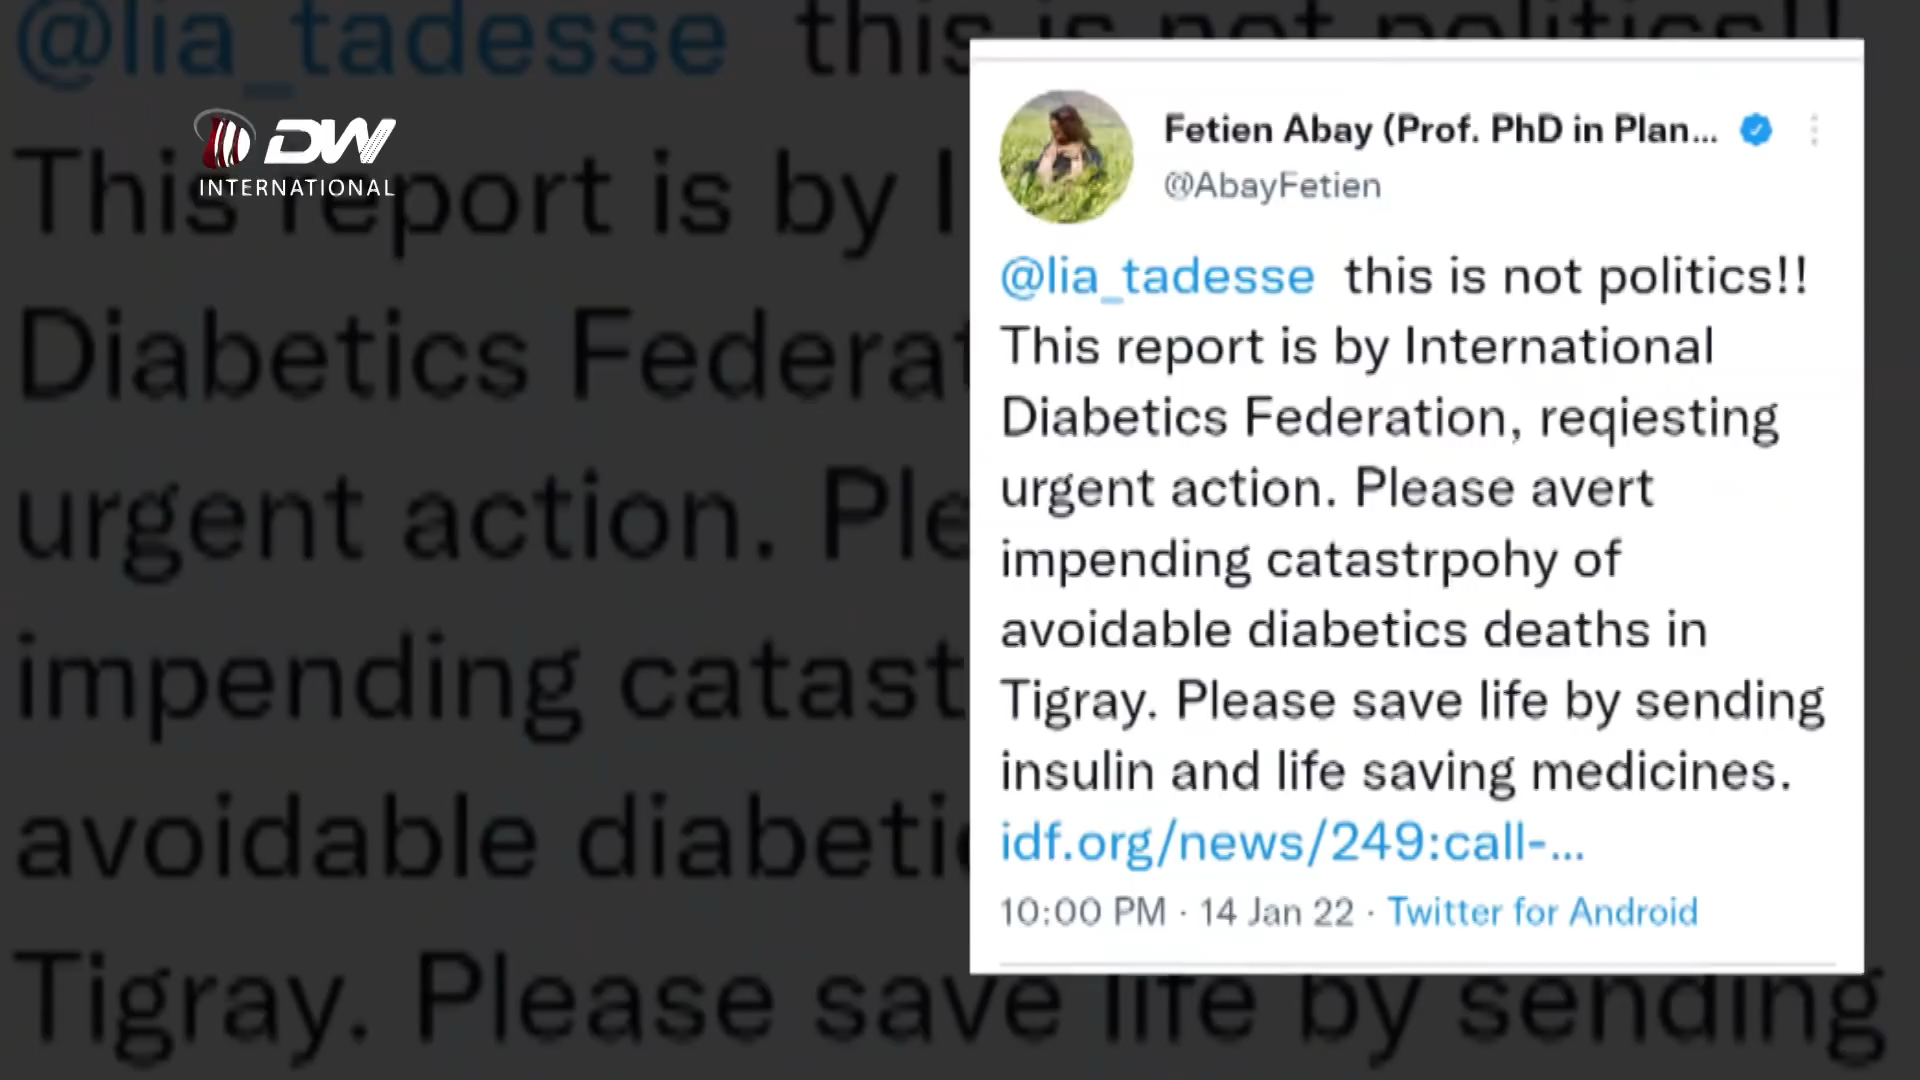 @lia_tadesse this is not politics!!
This report is by I
Diabetics Federat
urgent action. Ple
impending catast
avoidable diabetic
Tigray. Please save life by sending
DW
INTERNATIONAL
Fetien Abay (Prof. PhD in Plan...
@AbayFetien
@lia_tadesse this is not politics!!
This report is by International
Diabetics Federation, reqiesting
urgent action. Please avert
impending catastrpohy of
avoidable diabetics deaths in
Tigray. Please save life by sending
insulin and life saving medicines.
idf.org/news/249:call-...
10:00 PM · 14 Jan 22 · Twitter for Android